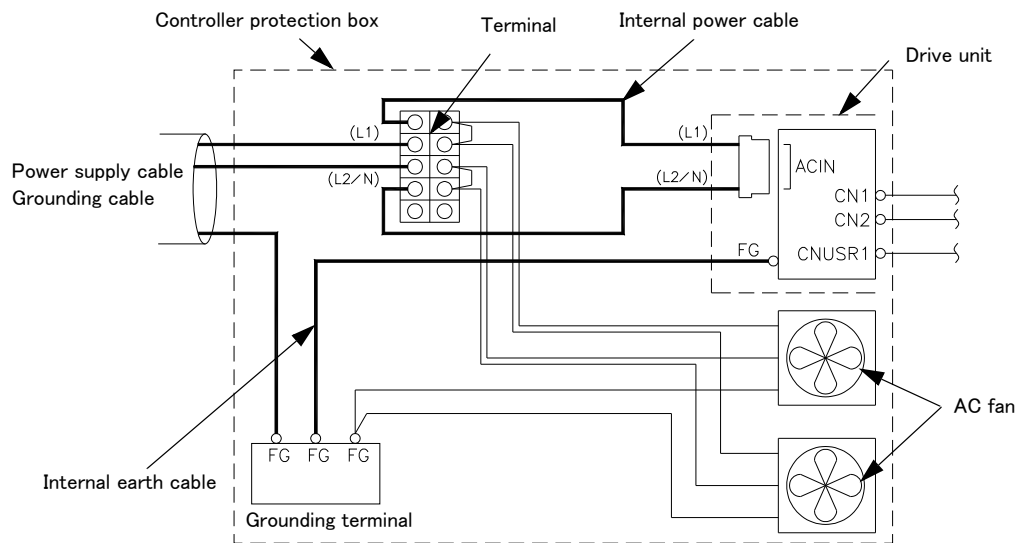 Controller protection box
Terminal
Internal power cable
Drive unit
(L1)
(L1)
Power supply cable
Grounding cable
(L2/N)
(L2/N)
ACIN
CN1
CN2
FG
CNUSR1
AC fan
FG FG FG
Internal earth cable
Grounding terminal